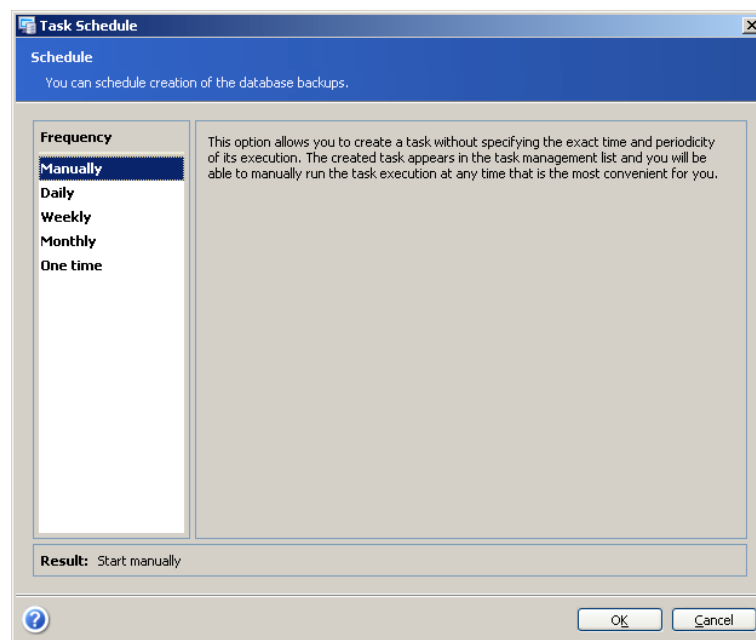 Task Schedule
Schedule
You can schedule creation of the database backups.
Frequency
Manually
Daily
Weekly
Monthly
One time
This option allows you to create a task without specifying the exact time and periodicity
of its execution. The created task appears in the task management list and you will be
able to manually run the task execution at any time that is the most convenient for you.
Result: Start manually
OK
Cancel